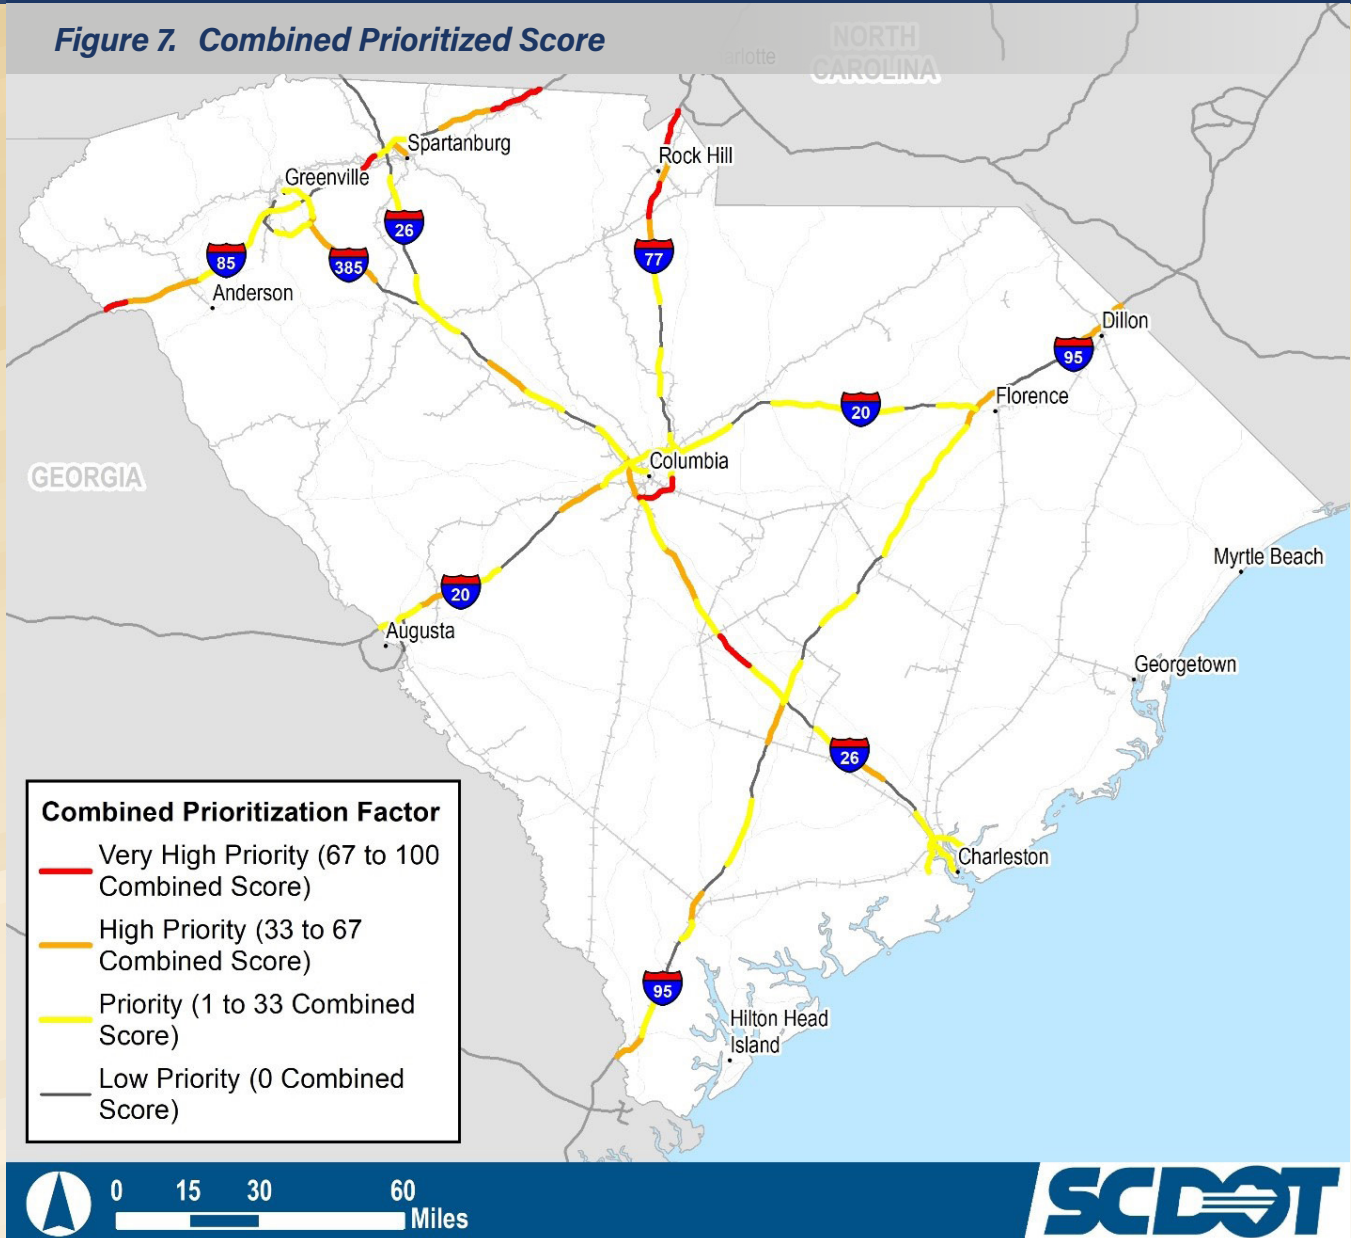 Figure 7. Combined Prioritized Score
NORTH
CAROLINA
Spartanburg
Rock Hill
Greenville
26
85
385
77
Anderson
Dillon
95
Florence
20
Columbia
GEORGIA
Myrtle Beach
20
Augusta
Georgetown
26
Charleston
95
Hilton Head
Island
Combined Prioritization Factor
Very High Priority (67 to 100
Combined Score)
High Priority (33 to 67
Combined Score)
Priority (1 to 33 Combined
Score)
Low Priority (0 Combined
Score)
0 15 30 60
Miles
SCDOT